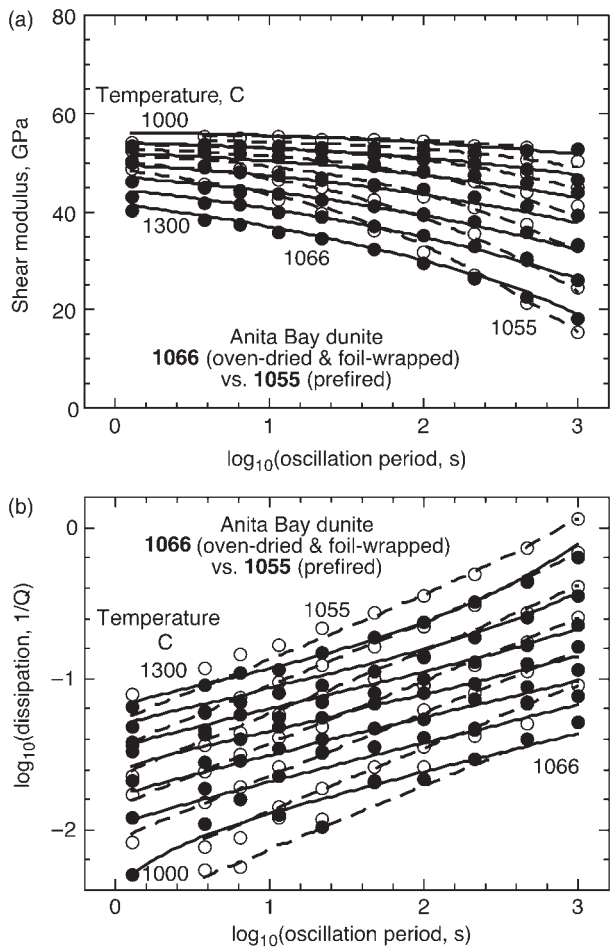 (a)
80
60
40
20
0
Shear modulus, GPa
Temperature, C
1000
1300
1066
1055
Anita Bay dunite
1066 (oven-dried & foil-wrapped)
vs. 1055 (prefired)
0 1 2 3
log10(oscillation period, s)
(b)
0
−1
−2
log10(dissipation, 1/Q)
Anita Bay dunite
1066 (oven-dried & foil-wrapped)
vs. 1055 (prefired)
1055
Temperature
C
1300
1066
1000
0 1 2 3
log10(oscillation period, s)